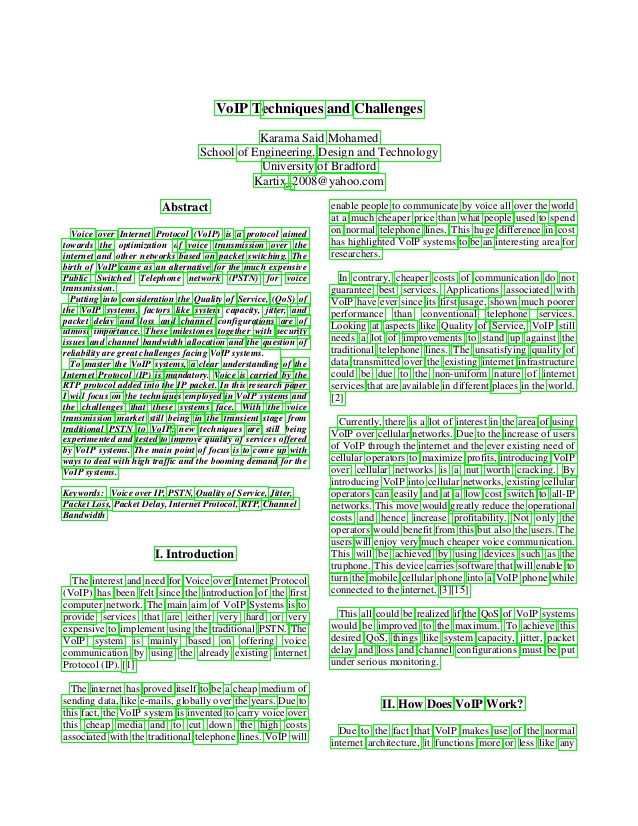 VoIP Techniques and Challenges
Karama Said Mohamed
School of Engineering, Design and Technology
University of Bradford
Kartix_2008@yahoo.com
Abstract
Voice over Internet Protocol (VoIP) is a protocol aimed
towards the optimization of voice transmission over the
internet and other networks based on packet switching. The
birth of VoIP came as an alternative for the much expensive
Public Switched Telephone network (PSTN) for voice
transmission.
Putting into consideration the Quality of Service, (QoS) of
the VoIP systems, factors like system capacity, jitter, and
packet delay and loss and channel configurations are of
utmost importance. These milestones together with security
issues and channel bandwidth allocation and the question of
reliability are great challenges facing VoIP systems.
To master the VoIP systems, a clear understanding of the
Internet Protocol (IP) is mandatory. Voice is carried by the
RTP protocol added into the IP packet. In this research paper
I will focus on the techniques employed in VoIP systems and
the challenges that these systems face. With the voice
transmission market still being in the transient stage from
traditional PSTN to VoIP, new techniques are still being
experimented and tested to improve quality of services offered
by VoIP systems. The main point of focus is to come up with
ways to deal with high traffic and the booming demand for the
VoIP systems.
Keywords: Voice over IP, PSTN, Quality of Service, Jitter,
Packet Loss, Packet Delay, Internet Protocol, RTP, Channel
Bandwidth
I. Introduction
The interest and need for Voice over Internet Protocol
(VoIP) has been felt since the introduction of the first
computer network. The main aim of VoIP Systems is to
provide services that are either very hard or very
expensive to implement using the traditional PSTN. The
VoIP system is mainly based on offering voice
communication by using the already existing internet
Protocol (IP). [1]
The internet has proved itself to be a cheap medium of
sending data, like e-mails, globally over the years. Due to
this fact, the VoIP system is invented to carry voice over
this cheap media and to cut down the high costs
associated with the traditional telephone lines. VoIP will
enable people to communicate by voice all over the world
at a much cheaper price than what people used to spend
on normal telephone lines. This huge difference in cost
has highlighted VoIP systems to be an interesting area for
researchers.
In contrary, cheaper costs of communication do not
guarantee best services. Applications associated with
VoIP have ever since its first usage, shown much poorer
performance than conventional telephone services.
Looking at aspects like Quality of Service, VoIP still
needs a lot of improvements to stand up against the
traditional telephone lines. The unsatisfying quality of
data transmitted over the existing internet infrastructure
could be due to the non-uniform nature of internet
services that are available in different places in the world.
[2]
Currently, there is a lot of interest in the area of using
VoIP over cellular networks. Due to the increase of users
of VoIP through the internet and the ever existing need of
cellular operators to maximize profits, introducing VoIP
over cellular networks is a nut worth cracking. By
introducing VoIP into cellular networks, existing cellular
operators can easily and at a low cost switch to all-IP
networks. This move would greatly reduce the operational
costs and hence increase profitability. Not only the
operators would benefit from this but also the users. The
users will enjoy very much cheaper voice communication.
This will be achieved by using devices such as the
truphone. This device carries software that will enable to
turn the mobile cellular phone into a VoIP phone while
connected to the internet. [3][15]
This all could be realized if the QoS of VoIP systems
would be improved to the maximum. To achieve this
desired QoS, things like system capacity, jitter, packet
delay and loss and channel configurations must be put
under serious monitoring.
II. How Does VoIP Work?
Due to the fact that VoIP makes use of the normal
internet architecture, it functions more or less like any